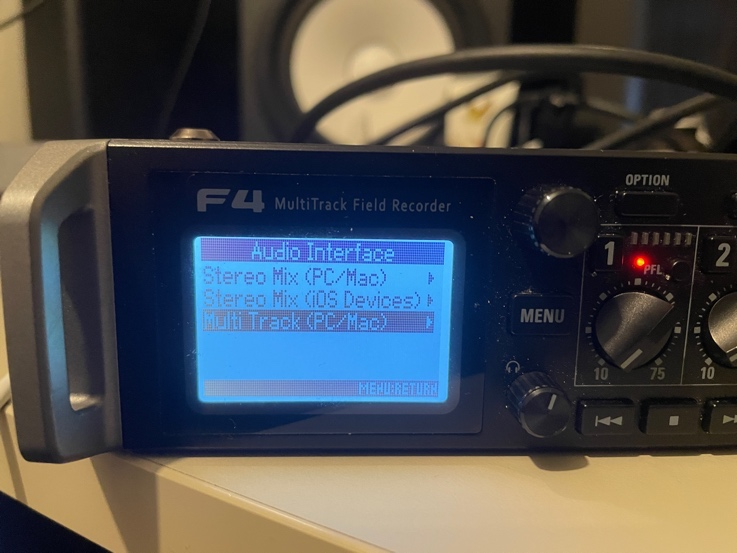 F4 MultiTrack Field Recorder
Audio Interface
Stereo Mix (PC/Mac)
Stereo Mix (iOS Devices)
Multi Track (PC/Mac)
MENU:RETURN
OPTION
1
2
PFL
MENU
10
75
10